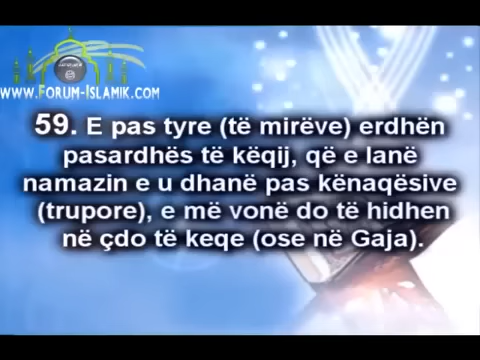 www.Forum-Islamik.com
59. E pas tyre (të mirëve) erdhën
pasardhës të këqij, që e lanë
namazin e u dhanë pas kënaqësive
(trupore), e më vonë do të hidhen
në çdo të keqe (ose në Gaja).